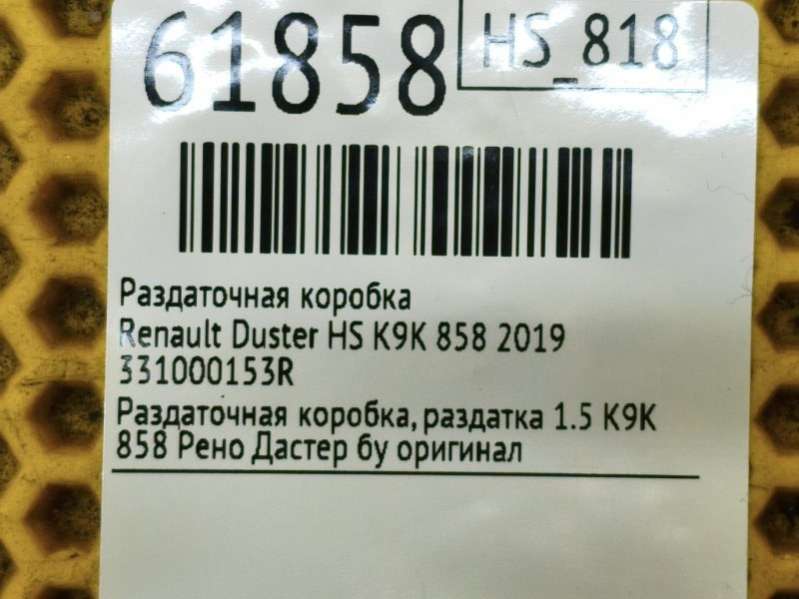 61858
HS_818
Раздаточная коробка
Renault Duster HS K9K 858 2019
331000153R
Раздаточная коробка, раздатка 1.5 K9K
858 Рено Дастер бу оригинал